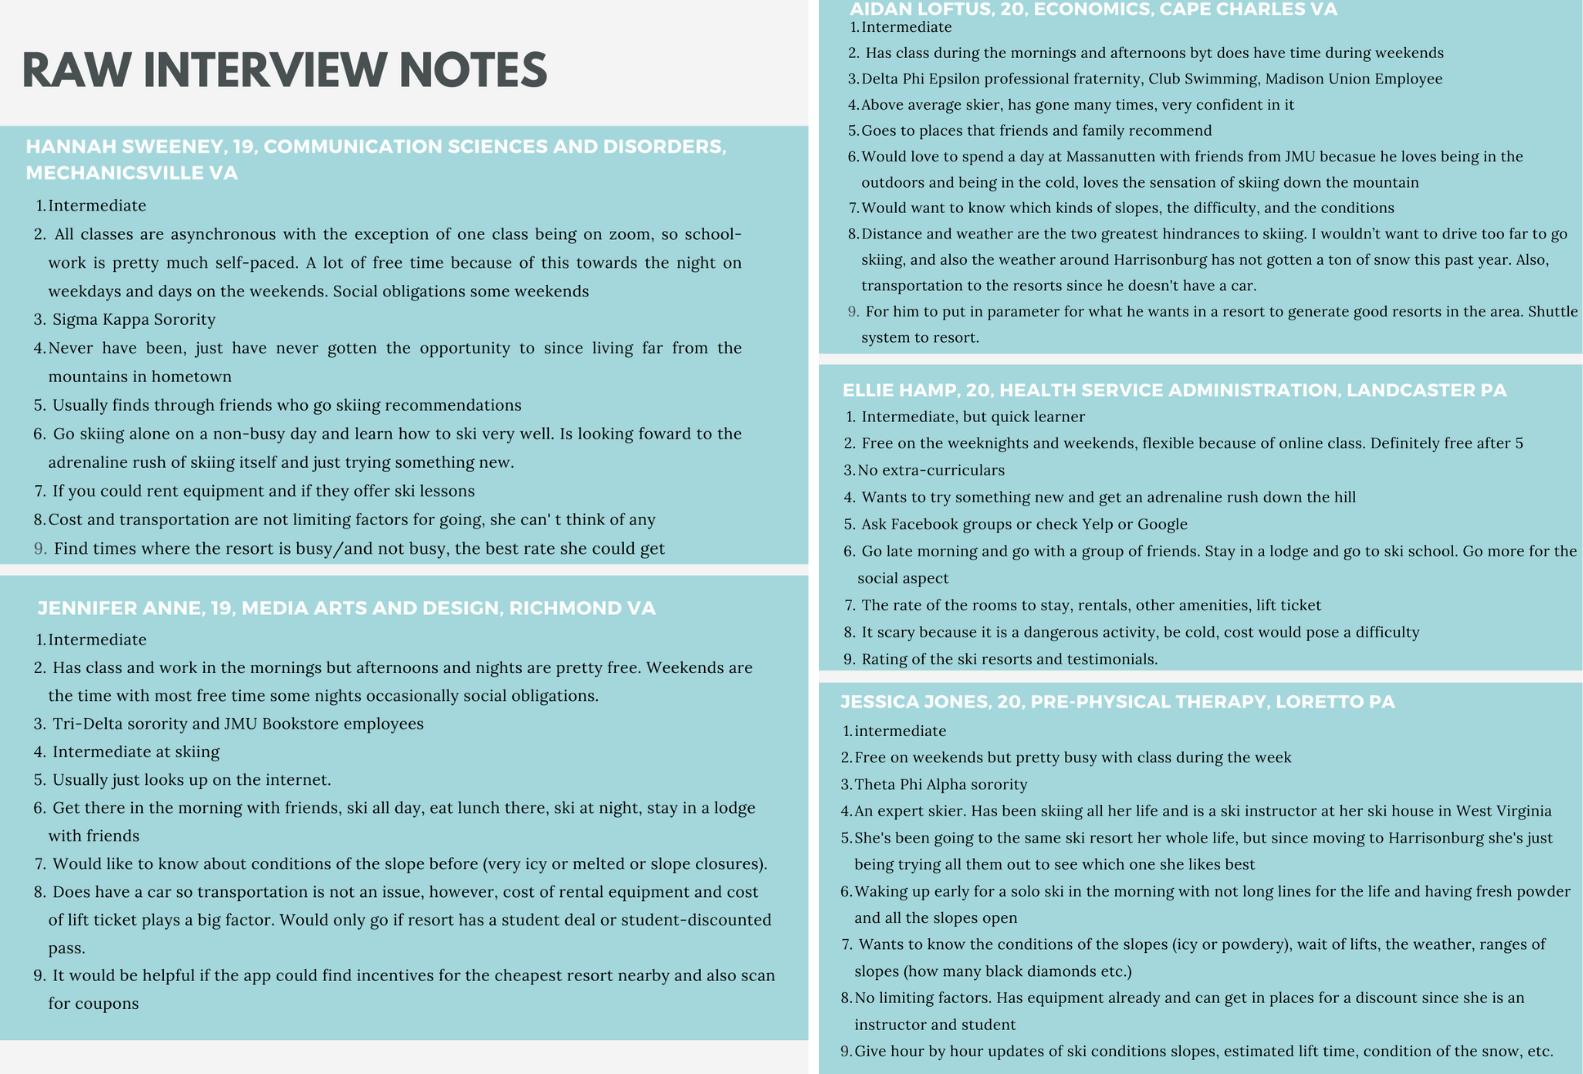 RAW INTERVIEW NOTES
HANNAH SWEENEY, 19, COMMUNICATION SCIENCES AND DISORDERS,
MECHANICSVILLE VA
1. Intermediate
2. All classes are asynchronous with the exception of one class being on zoom, so school-
work is pretty much self-paced. A lot of free time because of this towards the night on
weekdays and days on the weekends. Social obligations some weekends
3. Sigma Kappa Sorority
4. Never have been, just have never gotten the opportunity to since living far from the
mountains in hometown
5. Usually finds through friends who go skiing recommendations
6. Go skiing alone on a non-busy day and learn how to ski very well. Is looking foward to the
adrenaline rush of skiing itself and just trying something new.
7. If you could rent equipment and if they offer ski lessons
8. Cost and transportation are not limiting factors for going, she can' t think of any
9. Find times where the resort is busy/and not busy, the best rate she could get
JENNIFER ANNE, 19, MEDIA ARTS AND DESIGN, RICHMOND VA
1. Intermediate
2. Has class and work in the mornings but afternoons and nights are pretty free. Weekends are
the time with most free time some nights occasionally social obligations.
3. Tri-Delta sorority and JMU Bookstore employees
4. Intermediate at skiing
5. Usually just looks up on the internet.
6. Get there in the morning with friends, ski all day, eat lunch there, ski at night, stay in a lodge
with friends
7. Would like to know about conditions of the slope before (very icy or melted or slope closures).
8. Does have a car so transportation is not an issue, however, cost of rental equipment and cost
of lift ticket plays a big factor. Would only go if resort has a student deal or student-discounted
pass.
9. It would be helpful if the app could find incentives for the cheapest resort nearby and also scan
for coupons
AIDAN LOFTUS, 20, ECONOMICS, CAPE CHARLES VA
1. Intermediate
2. Has class during the mornings and afternoons byt does have time during weekends
3. Delta Phi Epsilon professional fraternity, Club Swimming, Madison Union Employee
4. Above average skier, has gone many times, very confident in it
5. Goes to places that friends and family recommend
6. Would love to spend a day at Massanutten with friends from JMU becasue he loves being in the
outdoors and being in the cold, loves the sensation of skiing down the mountain
7. Would want to know which kinds of slopes, the difficulty, and the conditions
8. Distance and weather are the two greatest hindrances to skiing. I wouldn't want to drive too far to go
skiing, and also the weather around Harrisonburg has not gotten a ton of snow this past year. Also,
transportation to the resorts since he doesn't have a car.
9. For him to put in parameter for what he wants in a resort to generate good resorts in the area. Shuttle
system to resort.
ELLIE HAMP, 20, HEALTH SERVICE ADMINISTRATION, LANDCASTER PA
1. Intermediate, but quick learner
2. Free on the weeknights and weekends, flexible because of online class. Definitely free after 5
3. No extra-curriculars
4. Wants to try something new and get an adrenaline rush down the hill
5. Ask Facebook groups or check Yelp or Google
6. Go late morning and go with a group of friends. Stay in a lodge and go to ski school. Go more for the
social aspect
7. The rate of the rooms to stay, rentals, other amenities, lift ticket
8. It scary because it is a dangerous activity, be cold, cost would pose a difficulty
9. Rating of the ski resorts and testimonials.
JESSICA JONES, 20, PRE-PHYSICAL THERAPY, LORETTO PA
1. intermediate
2. Free on weekends but pretty busy with class during the week
3. Theta Phi Alpha sorority
4. An expert skier. Has been skiing all her life and is a ski instructor at her ski house in West Virginia
5. She's been going to the same ski resort her whole life, but since moving to Harrisonburg she's just
being trying all them out to see which one she likes best
6. Waking up early for a solo ski in the morning with not long lines for the life and having fresh powder
and all the slopes open
7. Wants to know the conditions of the slopes (icy or powdery), wait of lifts, the weather, ranges of
slopes (how many black diamonds etc.)
8. No limiting factors. Has equipment already and can get in places for a discount since she is an
instructor and student
9. Give hour by hour updates of ski conditions slopes, estimated lift time, condition of the snow, etc.